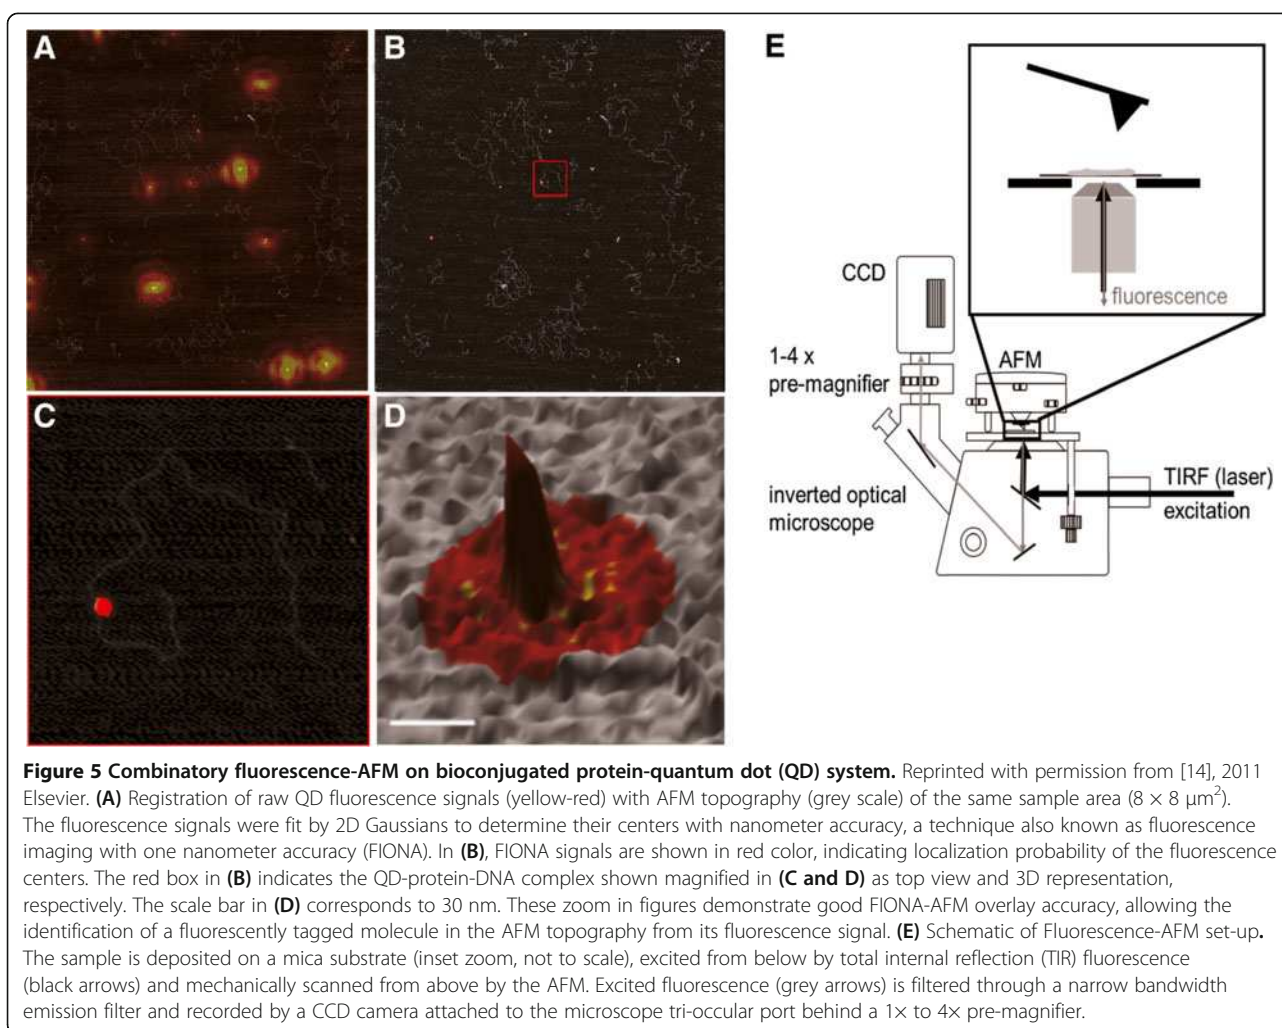 A
B
E
CCD
fluorescence
1-4 x
pre-magnifier
AFM
C
D
TIRF (laser)
excitation
inverted optical
microscope
Figure 5 Combinatory fluorescence-AFM on bioconjugated protein-quantum dot (QD) system. Reprinted with permission from [14], 2011
Elsevier. (A) Registration of raw QD fluorescence signals (yellow-red) with AFM topography (grey scale) of the same sample area (8 × 8 μm²).
The fluorescence signals were fit by 2D Gaussians to determine their centers with nanometer accuracy, a technique also known as fluorescence
imaging with one nanometer accuracy (FIONA). In (B), FIONA signals are shown in red color, indicating localization probability of the fluorescence
centers. The red box in (B) indicates the QD-protein-DNA complex shown magnified in (C and D) as top view and 3D representation,
respectively. The scale bar in (D) corresponds to 30 nm. These zoom in figures demonstrate good FIONA-AFM overlay accuracy, allowing the
identification of a fluorescently tagged molecule in the AFM topography from its fluorescence signal. (E) Schematic of Fluorescence-AFM set-up.
The sample is deposited on a mica substrate (inset zoom, not to scale), excited from below by total internal reflection (TIR) fluorescence
(black arrows) and mechanically scanned from above by the AFM. Excited fluorescence (grey arrows) is filtered through a narrow bandwidth
emission filter and recorded by a CCD camera attached to the microscope tri-occular port behind a 1× to 4× pre-magnifier.